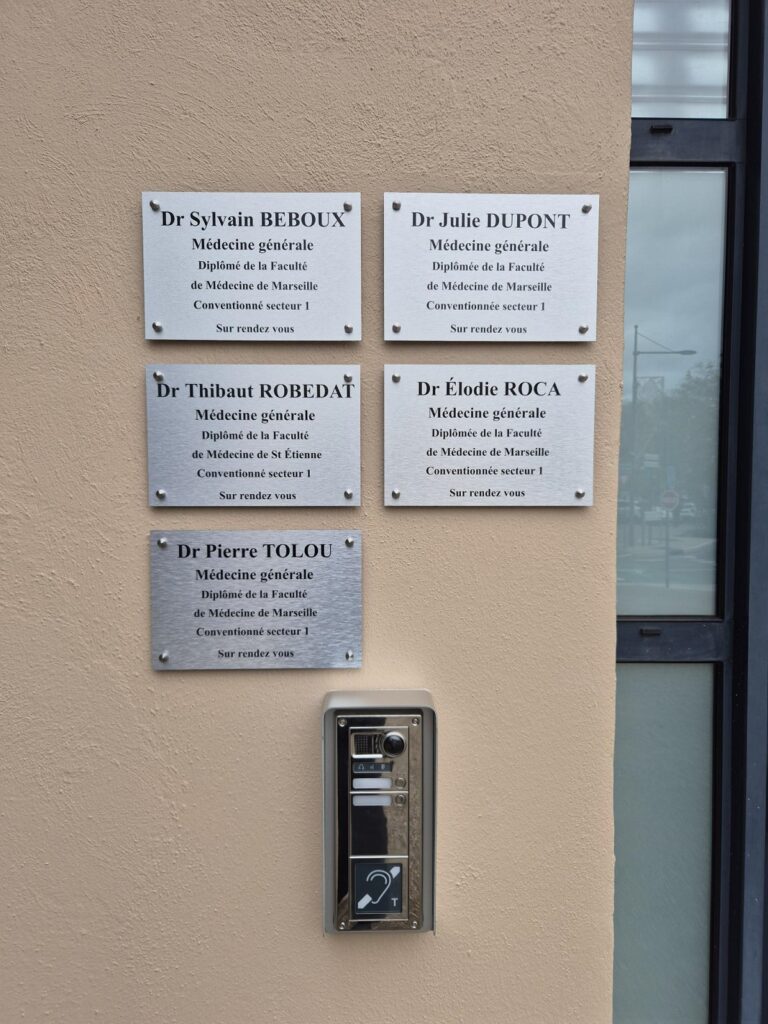 Dr Sylvain BEBOUX
Médecine générale
Diplômé de la Faculté
de Médecine de Marseille
Conventionné secteur 1
Sur rendez vous
Dr Julie DUPONT
Médecine générale
Diplômée de la Faculté
de Médecine de Marseille
Conventionnée secteur 1
Sur rendez vous
Dr Thibaut ROBEDAT
Médecine générale
Diplômé de la Faculté
de Médecine de St Étienne
Conventionné secteur 1
Sur rendez vous
Dr Élodie ROCA
Médecine générale
Diplômée de la Faculté
de Médecine de Marseille
Conventionnée secteur 1
Sur rendez vous
Dr Pierre TOLOU
Médecine générale
Diplômé de la Faculté
de Médecine de Marseille
Conventionné secteur 1
Sur rendez vous
T